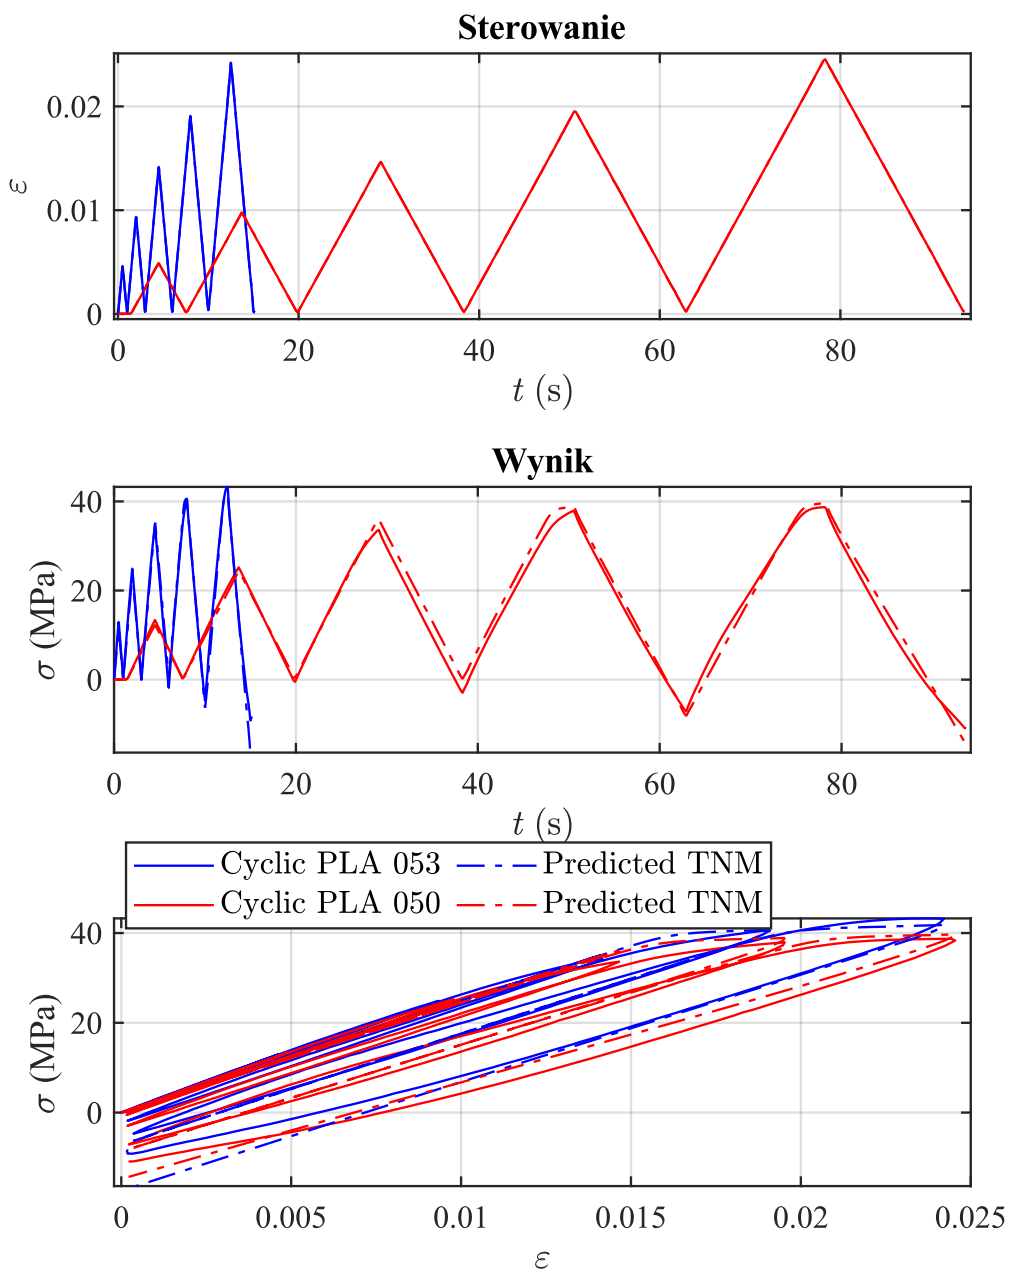 Sterowanie
0.02
0.01
0
ε
0 20 40 60 80
t (s)
Wynik
40
20
0
σ (MPa)
0 20 40 60 80
t (s)
Cyclic PLA 053 Predicted TNM
Cyclic PLA 050 Predicted TNM
40
20
0
σ (MPa)
0 0.005 0.01 0.015 0.02 0.025
ε